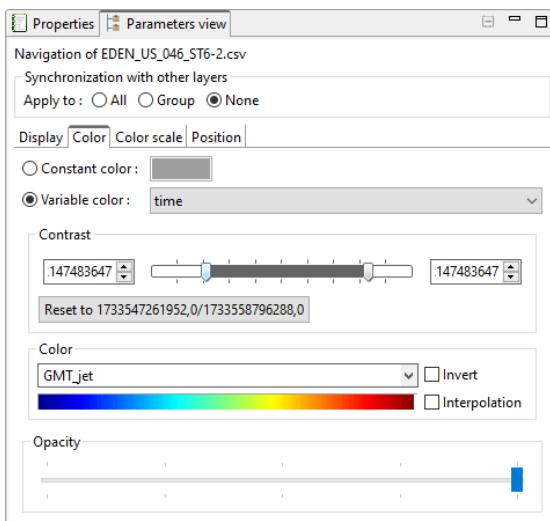 Properties Parameters view
Navigation of EDEN_US_046_ST6-2.csv
Synchronization with other layers
Apply to : All Group None
Display Color Color scale Position
Constant color :
Variable color : time
Contrast
:147483647 :147483647
Reset to 1733547261952,0/1733558796288,0
Color
GMT_jet Invert
Interpolation
Opacity